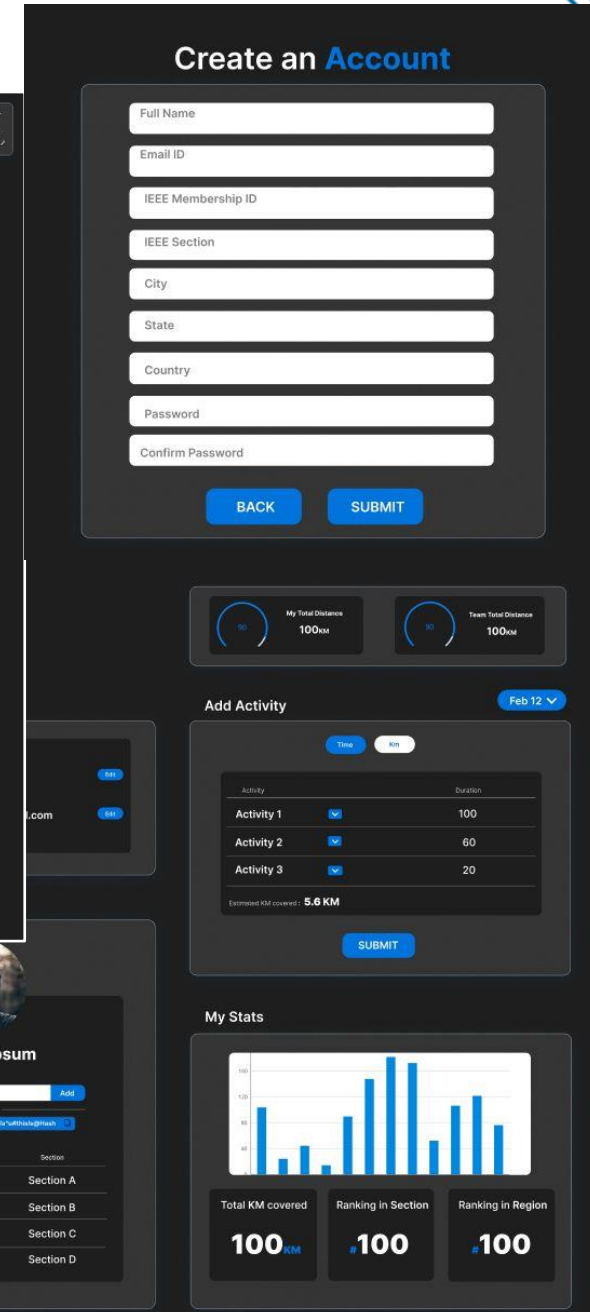 Create an Account
Full Name
Email ID
IEEE Membership ID
IEEE Section
City
State
Country
Password
Confirm Password
BACK SUBMIT
90 My Total Distance 100KM
90 Team Total Distance 100KM
Add Activity Feb 12
Time Km
Activity Duration
Activity 1 100
Activity 2 60
Activity 3 20
Estimated KM covered : 5.6 KM
SUBMIT
Edit
l.com Edit
sum
Add
Section
Section A
Section B
Section C
Section D
My Stats
160
120
80
40
0
Total KM covered
100KM
Ranking in Section
#100
Ranking in Region
#100